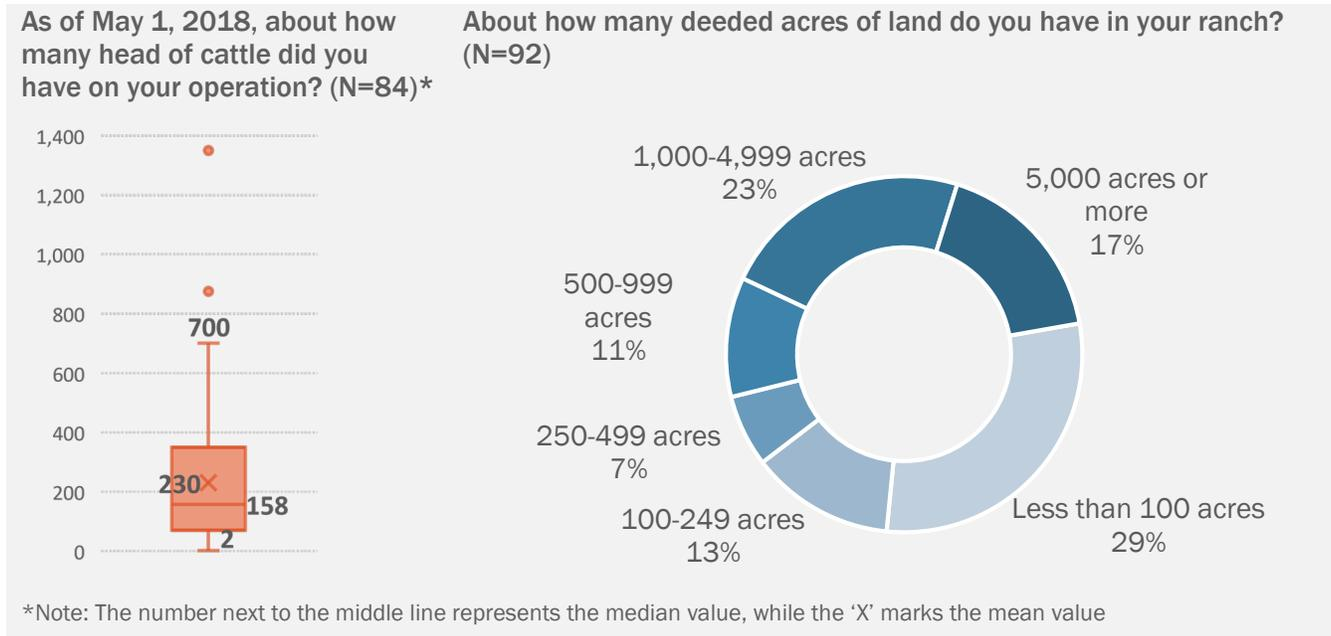 As of May 1, 2018, about how
many head of cattle did you
have on your operation? (N=84)*
1,400
1,200
1,000
800
700
600
400
230
200
158
2
0
About how many deeded acres of land do you have in your ranch?
(N=92)
1,000-4,999 acres
23%
5,000 acres or
more
17%
500-999
acres
11%
250-499 acres
7%
100-249 acres
13%
Less than 100 acres
29%
*Note: The number next to the middle line represents the median value, while the ‘X’ marks the mean value